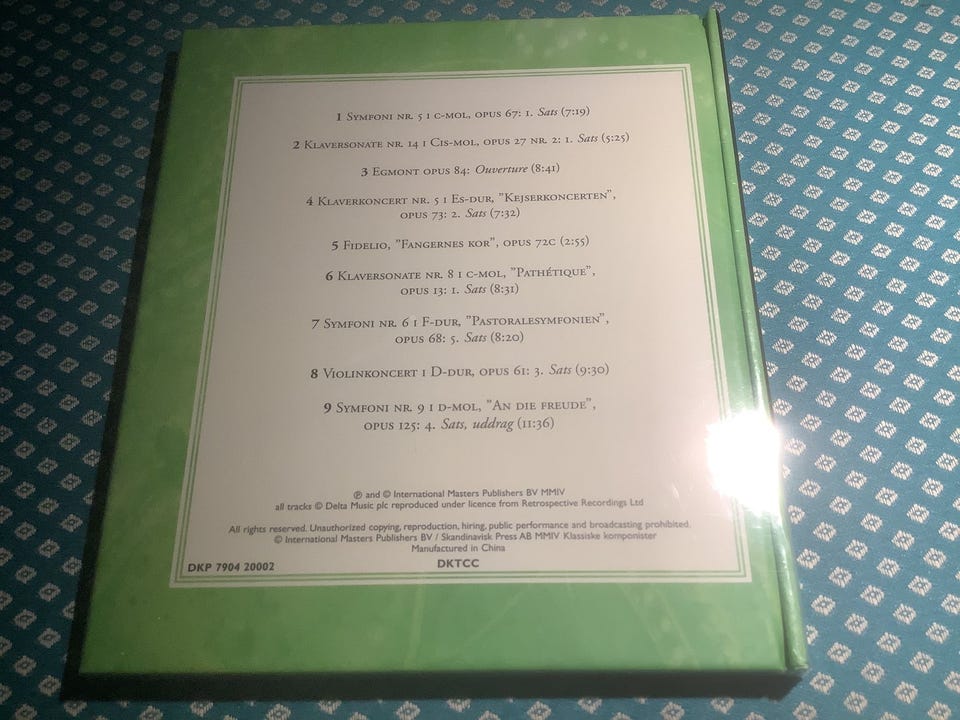 1 Symfoni nr. 5 i c-mol, opus 67: 1. Sats (7:19)
2 Klaversonate nr. 14 i Cis-mol, opus 27 nr. 2: 1. Sats (5:25)
3 Egmont opus 84: Ouverture (8:41)
4 Klaverkoncert nr. 5 i Es-dur, "Kejserkoncerten",
opus 73: 2. Sats (7:32)
5 Fidelio, "Fangernes kor", opus 72c (2:55)
6 Klaversonate nr. 8 i c-mol, "Pathétique",
opus 13: 1. Sats (8:31)
7 Symfoni nr. 6 i F-dur, "Pastoralesymfonien",
opus 68: 5. Sats (8:20)
8 Violinkoncert i D-dur, opus 61: 3. Sats (9:30)
9 Symfoni nr. 9 i d-mol, "An die Freude",
opus 125: 4. Sats, uddrag (11:36)
℗ and © International Masters Publishers BV MMIV
all tracks © Delta Music plc reproduced under licence from Retrospective Recordings Ltd
All rights reserved. Unauthorized copying, reproduction, hiring, public performance and broadcasting prohibited.
© International Masters Publishers BV / Skandinavisk Press AB MMIV Klassiske komponister
Manufactured in China
DKP 7904 20002 DKTCC